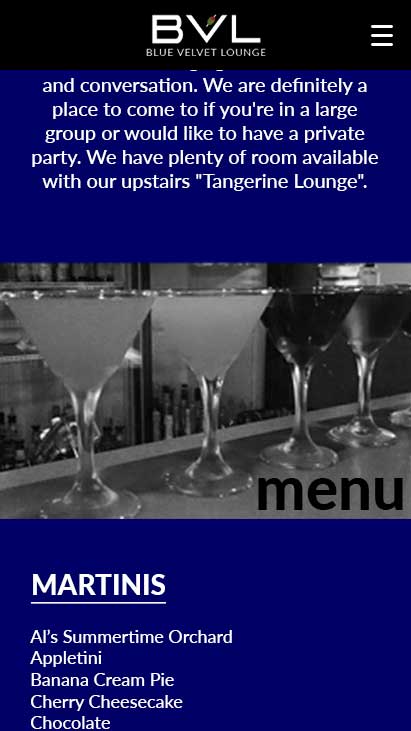 BVL
BLUE VELVET LOUNGE
and conversation. We are definitely a
place to come to if you're in a large
group or would like to have a private
party. We have plenty of room available
with our upstairs "Tangerine Lounge".
menu
MARTINIS
Al’s Summertime Orchard
Appletini
Banana Cream Pie
Cherry Cheesecake
Chocolate